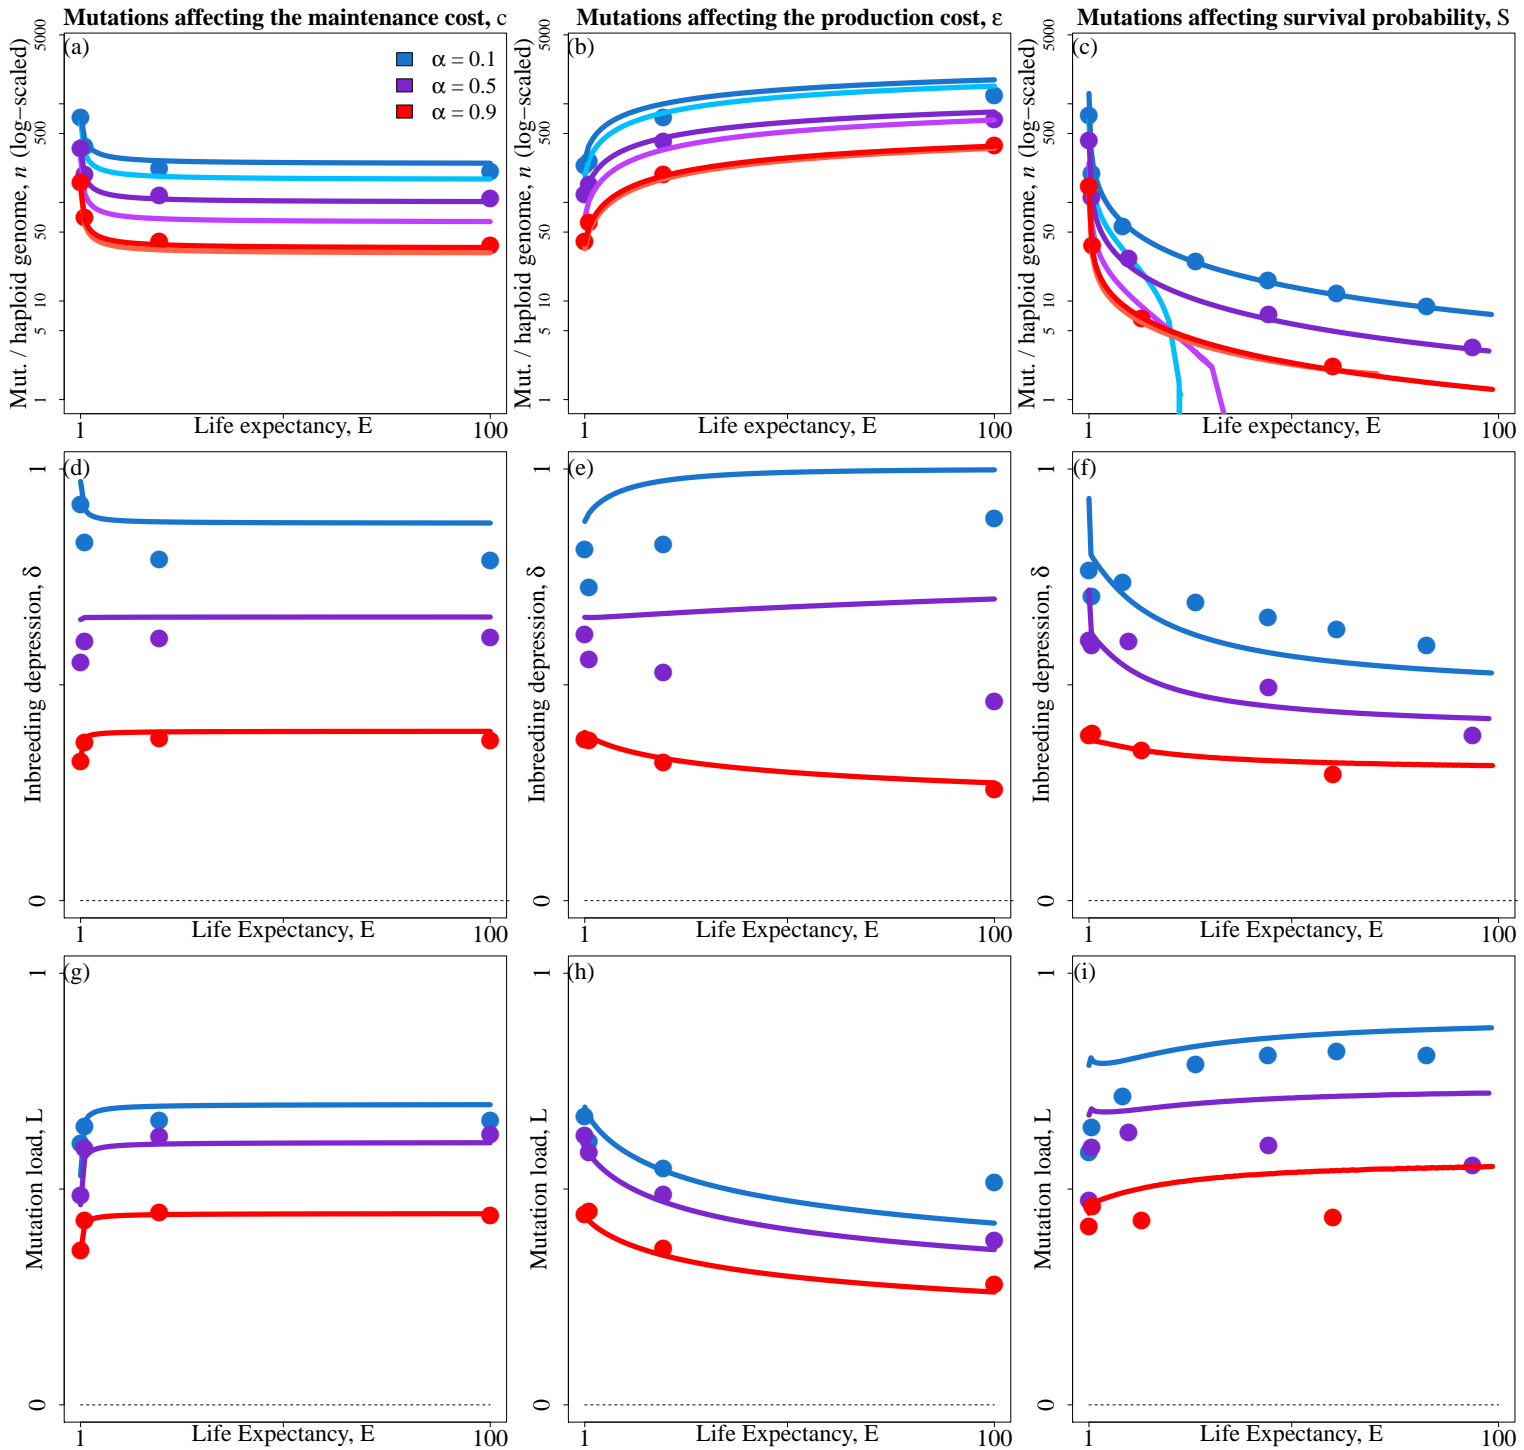 Mutations affecting the maintenance cost, c
Mutations affecting the production cost, ε
Mutations affecting survival probability, S
(a)
α = 0.1
α = 0.5
α = 0.9
Mut. / haploid genome, n (log−scaled)
5000
500
50
10
5
1
1
Life expectancy, E
100
(b)
Mut. / haploid genome, n (log−scaled)
5000
500
50
10
5
1
1
Life expectancy, E
100
(c)
Mut. / haploid genome, n (log−scaled)
5000
500
50
10
5
1
1
Life expectancy, E
100
(d)
Inbreeding depression, δ
1
0
1
Life Expectancy, E
100
(e)
Inbreeding depression, δ
1
0
1
Life Expectancy, E
100
(f)
Inbreeding depression, δ
1
0
1
Life Expectancy, E
100
(g)
Mutation load, L
1
0
1
Life Expectancy, E
100
(h)
Mutation load, L
1
0
1
Life Expectancy, E
100
(i)
Mutation load, L
1
0
1
Life Expectancy, E
100